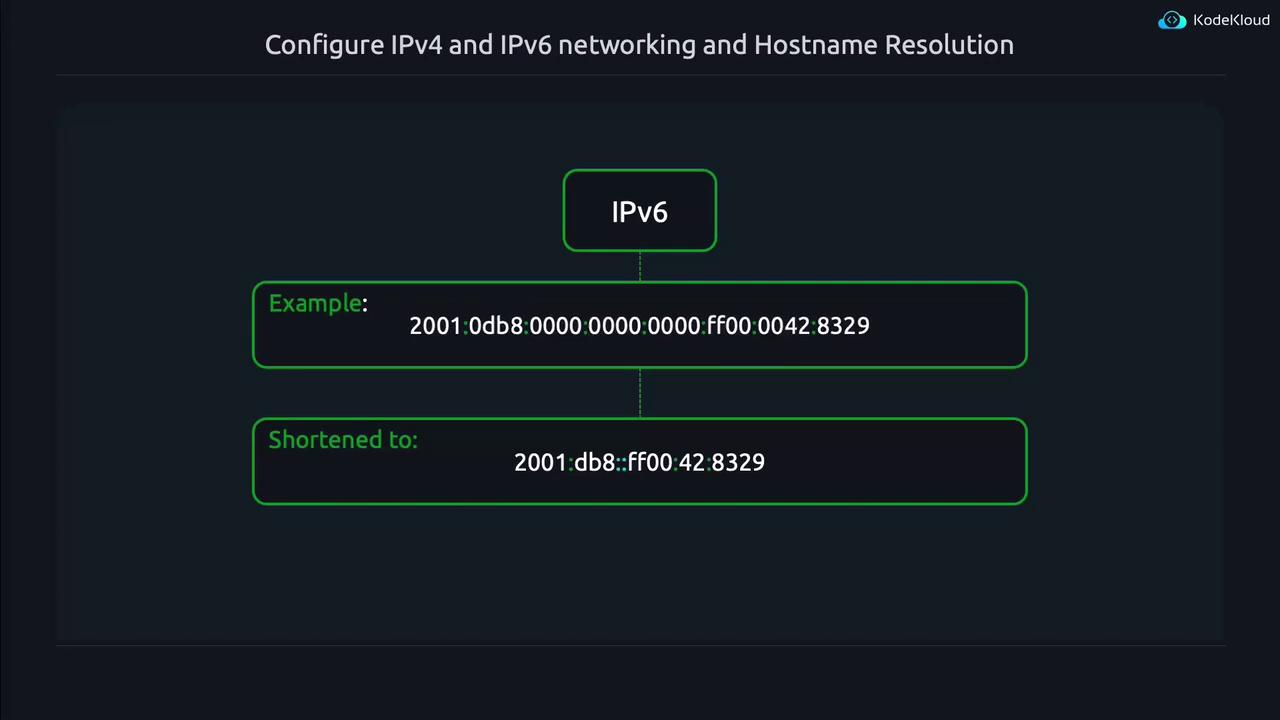 KodeKloud
Configure IPv4 and IPv6 networking and Hostname Resolution
IPv6
Example:
2001:0db8:0000:0000:0000:ff00:0042:8329
Shortened to:
2001:db8::ff00:42:8329